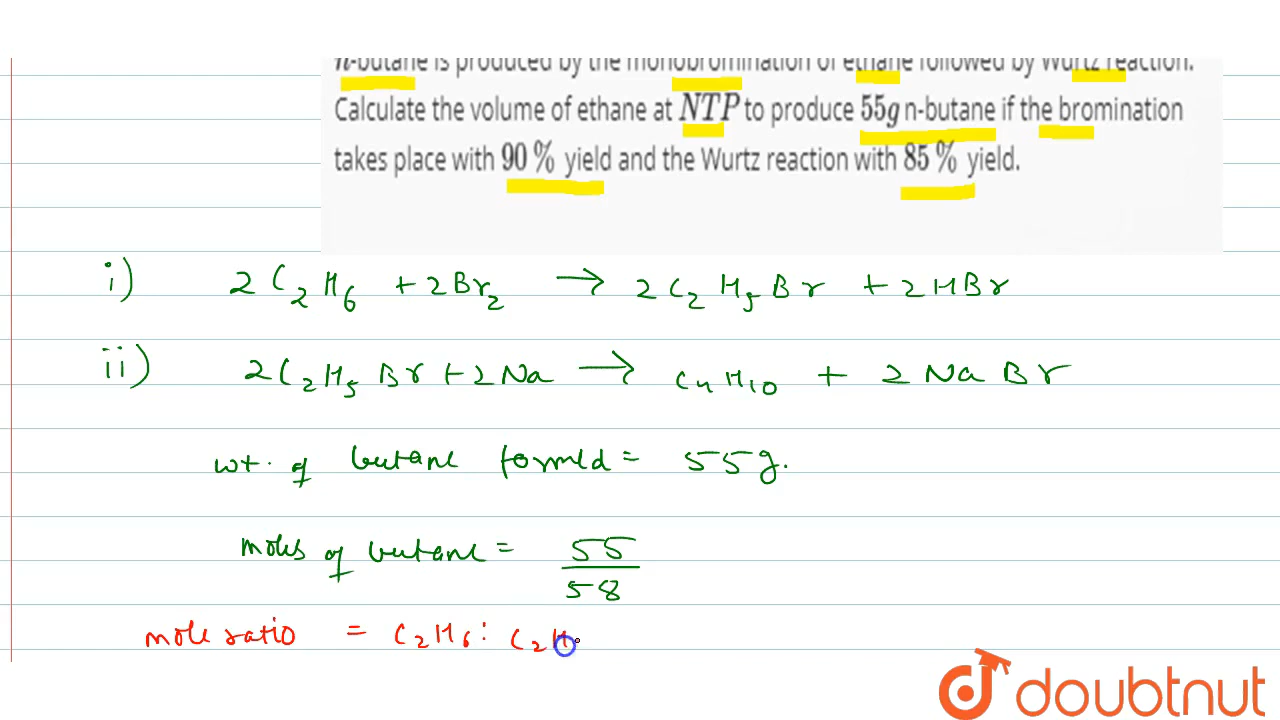 n-butane is produced by the monobromination of ethane followed by Wurtz reaction.
Calculate the volume of ethane at NTP to produce 55g n-butane if the bromination
takes place with 90% yield and the Wurtz reaction with 85% yield.
i) 2C₂H₆ + 2Br₂ → 2C₂H₅Br + 2HBr
ii) 2C₂H₅Br + 2Na → C₄H₁₀ + 2NaBr
wt. of butane formed = 55g.
moles of butane = 55/58
mole ratio = C₂H₆ : C₂H
doubtnut